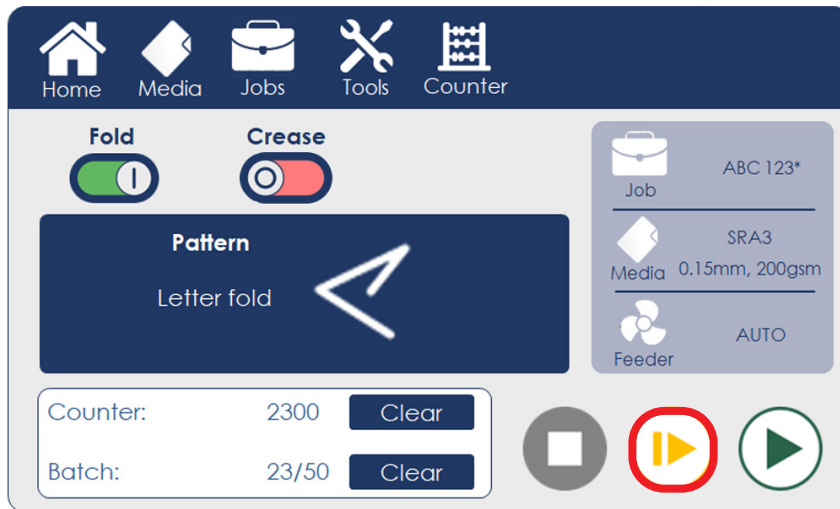 Home Media Jobs Tools Counter
Fold Crease
Pattern
Letter fold
Job ABC 123*
Media SRA3
0.15mm, 200gsm
Feeder AUTO
Counter: 2300 Clear
Batch: 23/50 Clear